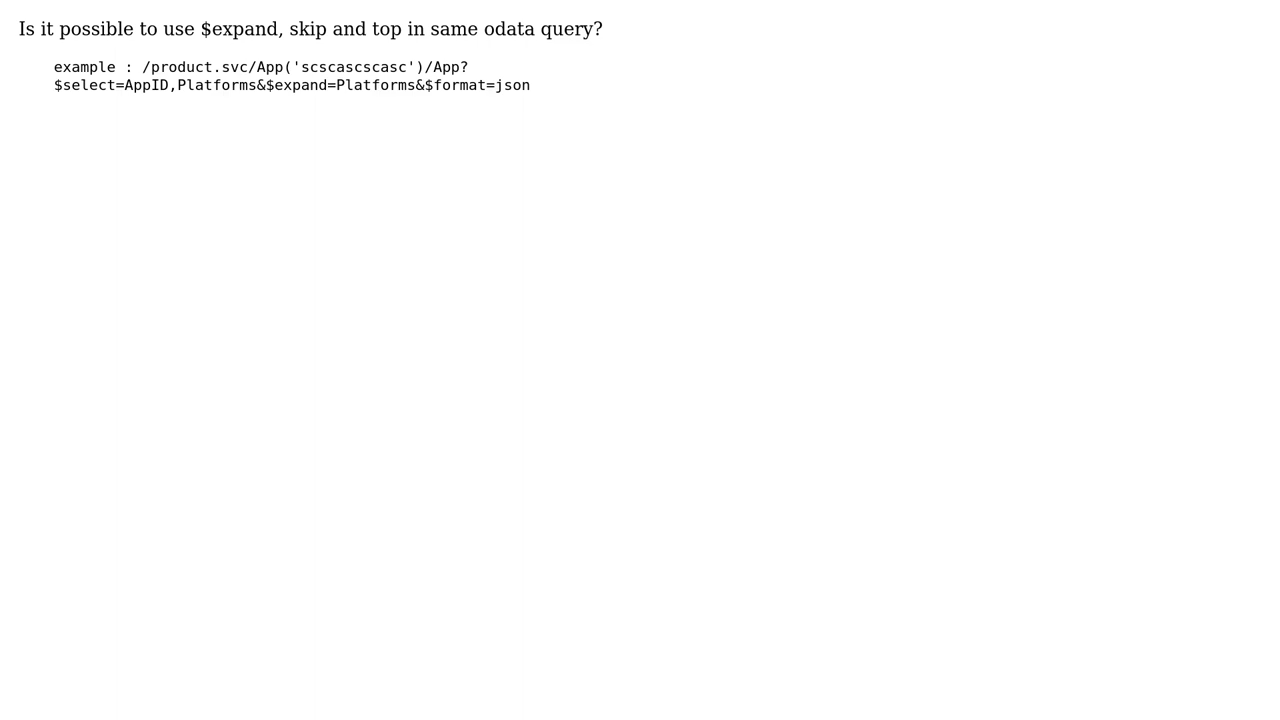 Is it possible to use $expand, skip and top in same odata query?
example : /product.svc/App('scscascscasc')/App?
$select=AppID,Platforms&$expand=Platforms&$format=json